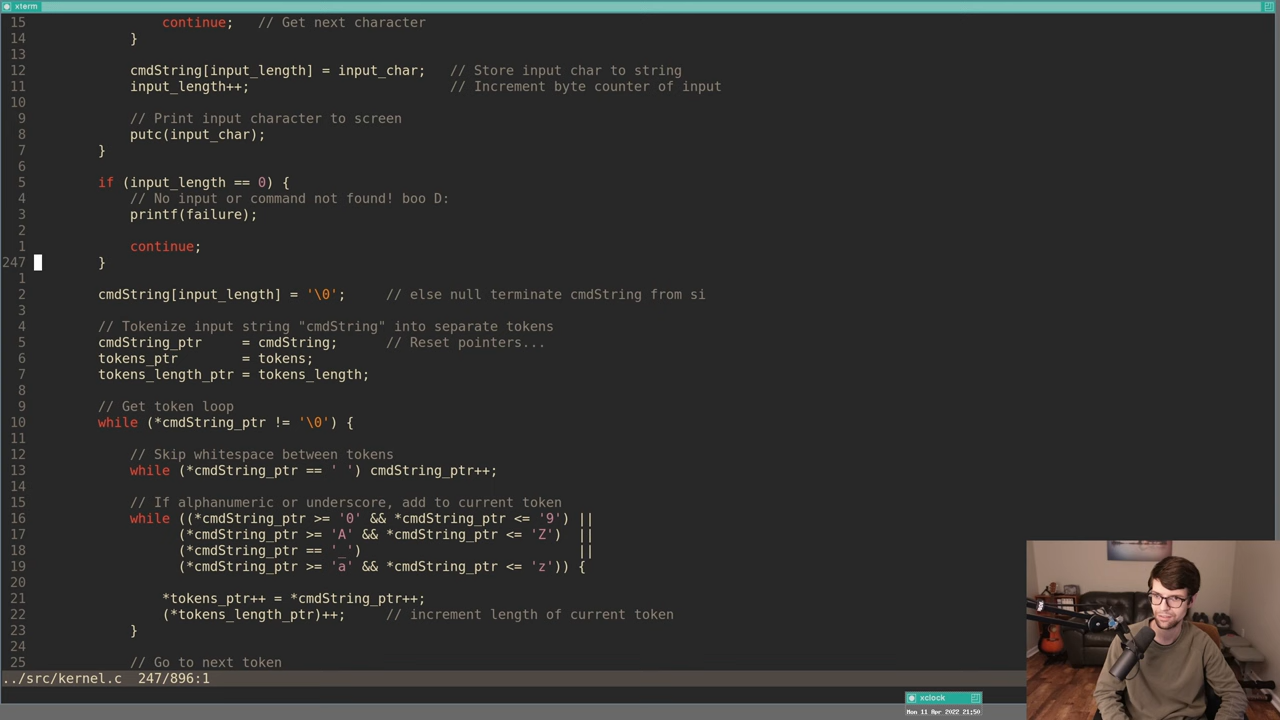 xterm
15                  continue;   // Get next character
14              }
13
12              cmdString[input_length] = input_char;   // Store input char to string
11              input_length++;                         // Increment byte counter of input
10
9              // Print input character to screen
8              putc(input_char);
7          }
6
5          if (input_length == 0) {
4              // No input or command not found! boo D:
3              printf(failure);
2
1              continue;
247          }
1
2          cmdString[input_length] = '\0';     // else null terminate cmdString from si
3
4          // Tokenize input string "cmdString" into separate tokens
5          cmdString_ptr     = cmdString;      // Reset pointers...
6          tokens_ptr        = tokens;
7          tokens_length_ptr = tokens_length;
8
9          // Get token loop
10          while (*cmdString_ptr != '\0') {
11
12              // Skip whitespace between tokens
13              while (*cmdString_ptr == ' ') cmdString_ptr++;
14
15              // If alphanumeric or underscore, add to current token
16              while ((*cmdString_ptr >= '0' && *cmdString_ptr <= '9') ||
17                    (*cmdString_ptr >= 'A' && *cmdString_ptr <= 'Z')  ||
18                    (*cmdString_ptr == '_')                           ||
19                    (*cmdString_ptr >= 'a' && *cmdString_ptr <= 'z')) {
20
21                  *tokens_ptr++ = *cmdString_ptr++;
22                  (*tokens_length_ptr)++;     // increment length of current token
23              }
24
25              // Go to next token
../src/kernel.c  247/896:1
xclock
Mon 11 Apr 2022 21:50